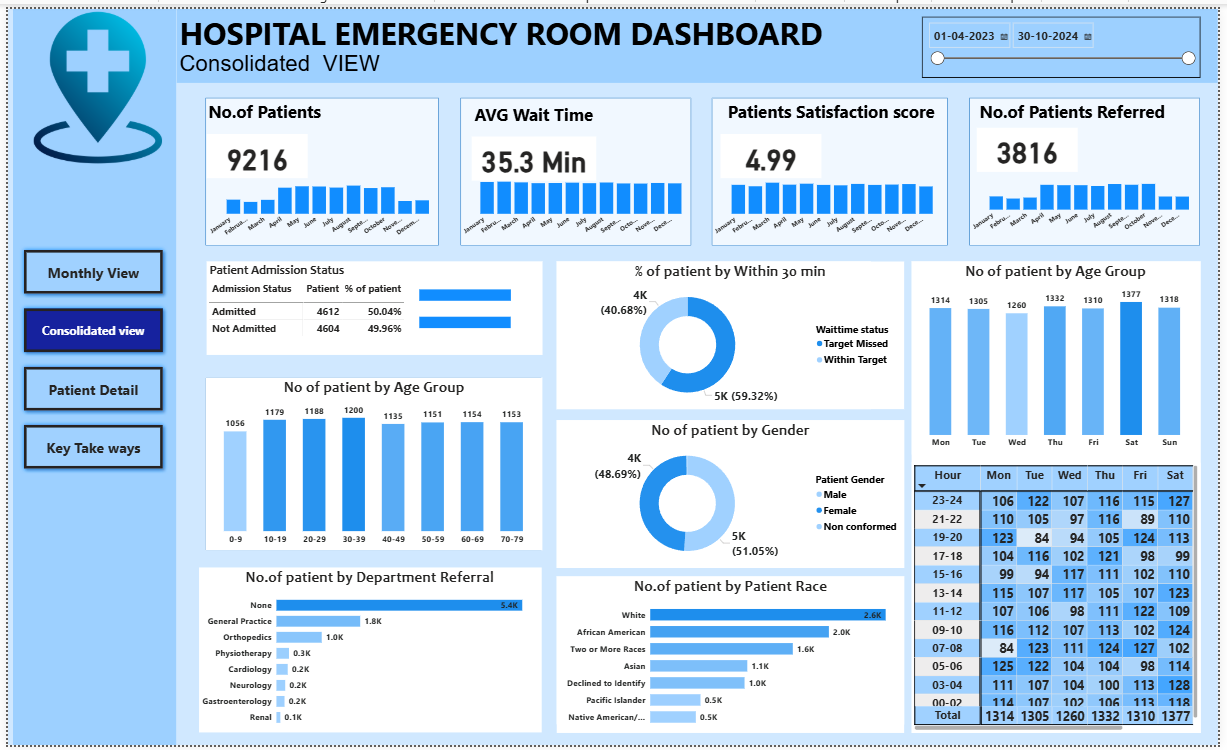 HOSPITAL EMERGENCY ROOM DASHBOARD
Consolidated VIEW
01-04-2023 30-10-2024
No.of Patients
9216
January Februa... March April May June July August Septe... October Nove... Decem...
AVG Wait Time
35.3 Min
January Febru... March April May June July August Septe... Octo... Nove... Dece...
Patients Satisfaction score
4.99
January Febru... March April May June July August Septe... Octo... Nove... Dece...
No.of Patients Referred
3816
January Febru... March April May June July August Septe... October Nove... Dece...
Monthly View
Consolidated view
Patient Detail
Key Take ways
Patient Admission Status
Admission Status Patient % of patient
Admitted 4612 50.04%
Not Admitted 4604 49.96%
No of patient by Age Group
1056 1179 1188 1200 1135 1151 1154 1153
0-9 10-19 20-29 30-39 40-49 50-59 60-69 70-79
No.of patient by Department Referral
None 5.4K
General Practice 1.8K
Orthopedics 1.0K
Physiotherapy 0.3K
Cardiology 0.2K
Neurology 0.2K
Gastroenterology 0.2K
Renal 0.1K
% of patient by Within 30 min
4K
(40.68%)
5K (59.32%)
Waittime status
Target Missed
Within Target
No of patient by Gender
4K
(48.69%)
5K
(51.05%)
Patient Gender
Male
Female
Non conformed
No.of patient by Patient Race
White 2.6K
African American 2.0K
Two or More Races 1.6K
Asian 1.1K
Declined to Identify 1.0K
Pacific Islander 0.5K
Native American/... 0.5K
No of patient by Age Group
1314 1305 1260 1332 1310 1377 1318
Mon Tue Wed Thu Fri Sat Sun
Hour Mon Tue Wed Thu Fri Sat
23-24 106 122 107 116 115 127
21-22 110 105 97 116 89 110
19-20 123 84 94 105 124 113
17-18 104 116 102 121 98 99
15-16 99 94 117 111 102 110
13-14 115 107 117 105 107 123
11-12 107 106 98 111 122 109
09-10 116 112 107 113 102 124
07-08 84 123 111 124 127 102
05-06 125 122 104 104 98 114
03-04 111 107 104 100 113 128
00-02 114 107 102 106 113 118
Total 1314 1305 1260 1332 1310 1377